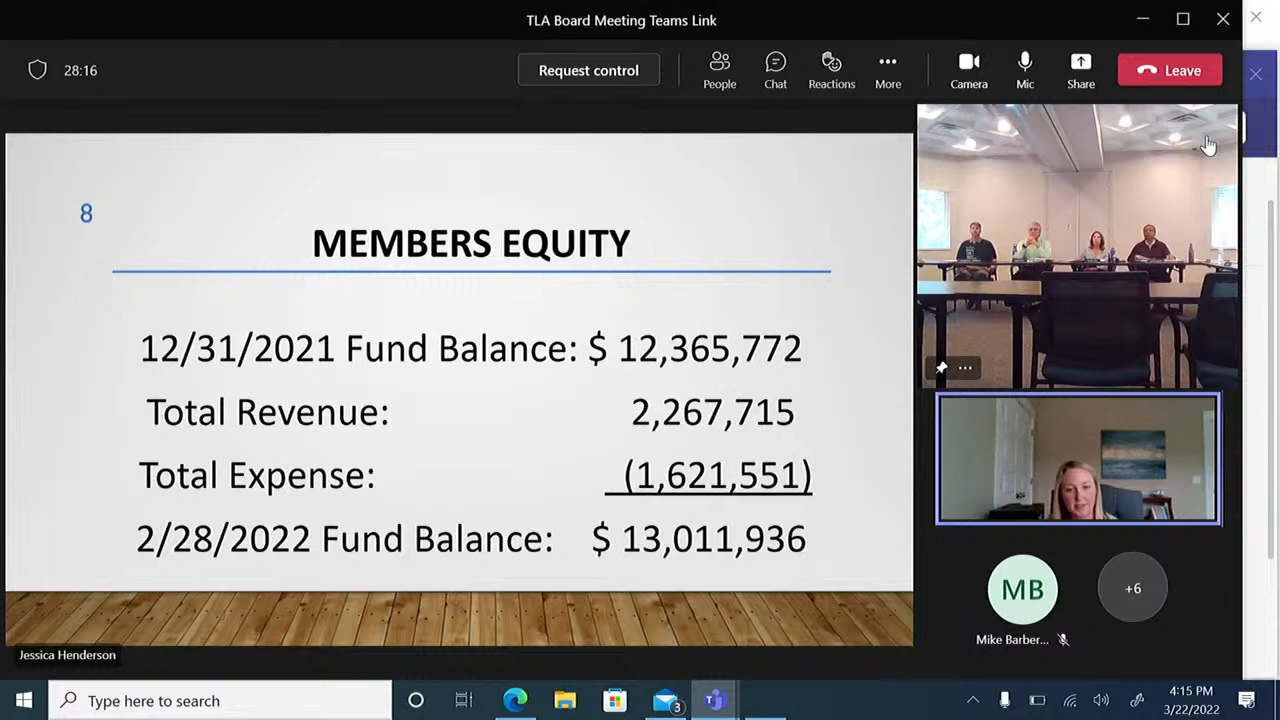 TLA Board Meeting Teams Link
28:16
Request control
People
Chat
Reactions
More
Camera
Mic
Share
Leave
8
MEMBERS EQUITY
12/31/2021 Fund Balance: $ 12,365,772
Total Revenue: 2,267,715
Total Expense: (1,621,551)
2/28/2022 Fund Balance: $ 13,011,936
MB
+6
Mike Barber...
Jessica Henderson
Type here to search
3
4:15 PM
3/22/2022